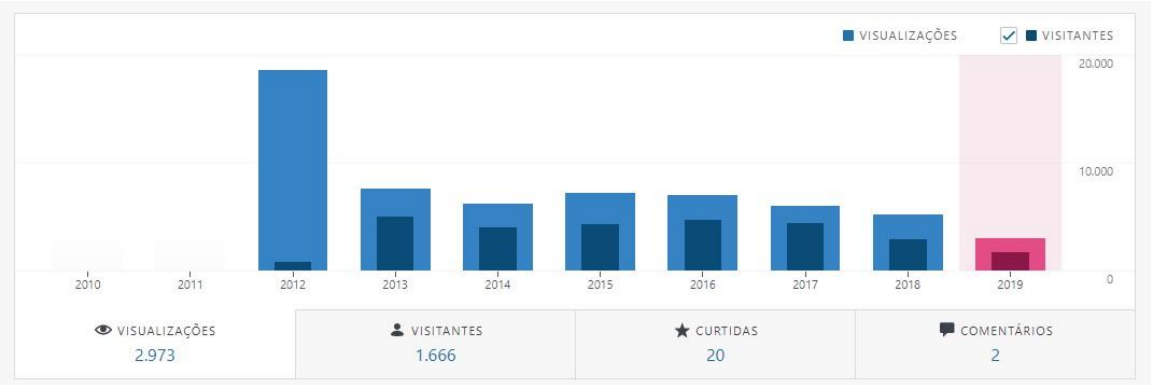 VISUALIZAÇÕES VISITANTES
20.000
10.000
0
2010 2011 2012 2013 2014 2015 2016 2017 2018 2019
VISUALIZAÇÕES VISITANTES CURTIDAS COMENTÁRIOS
2.973 1.666 20 2